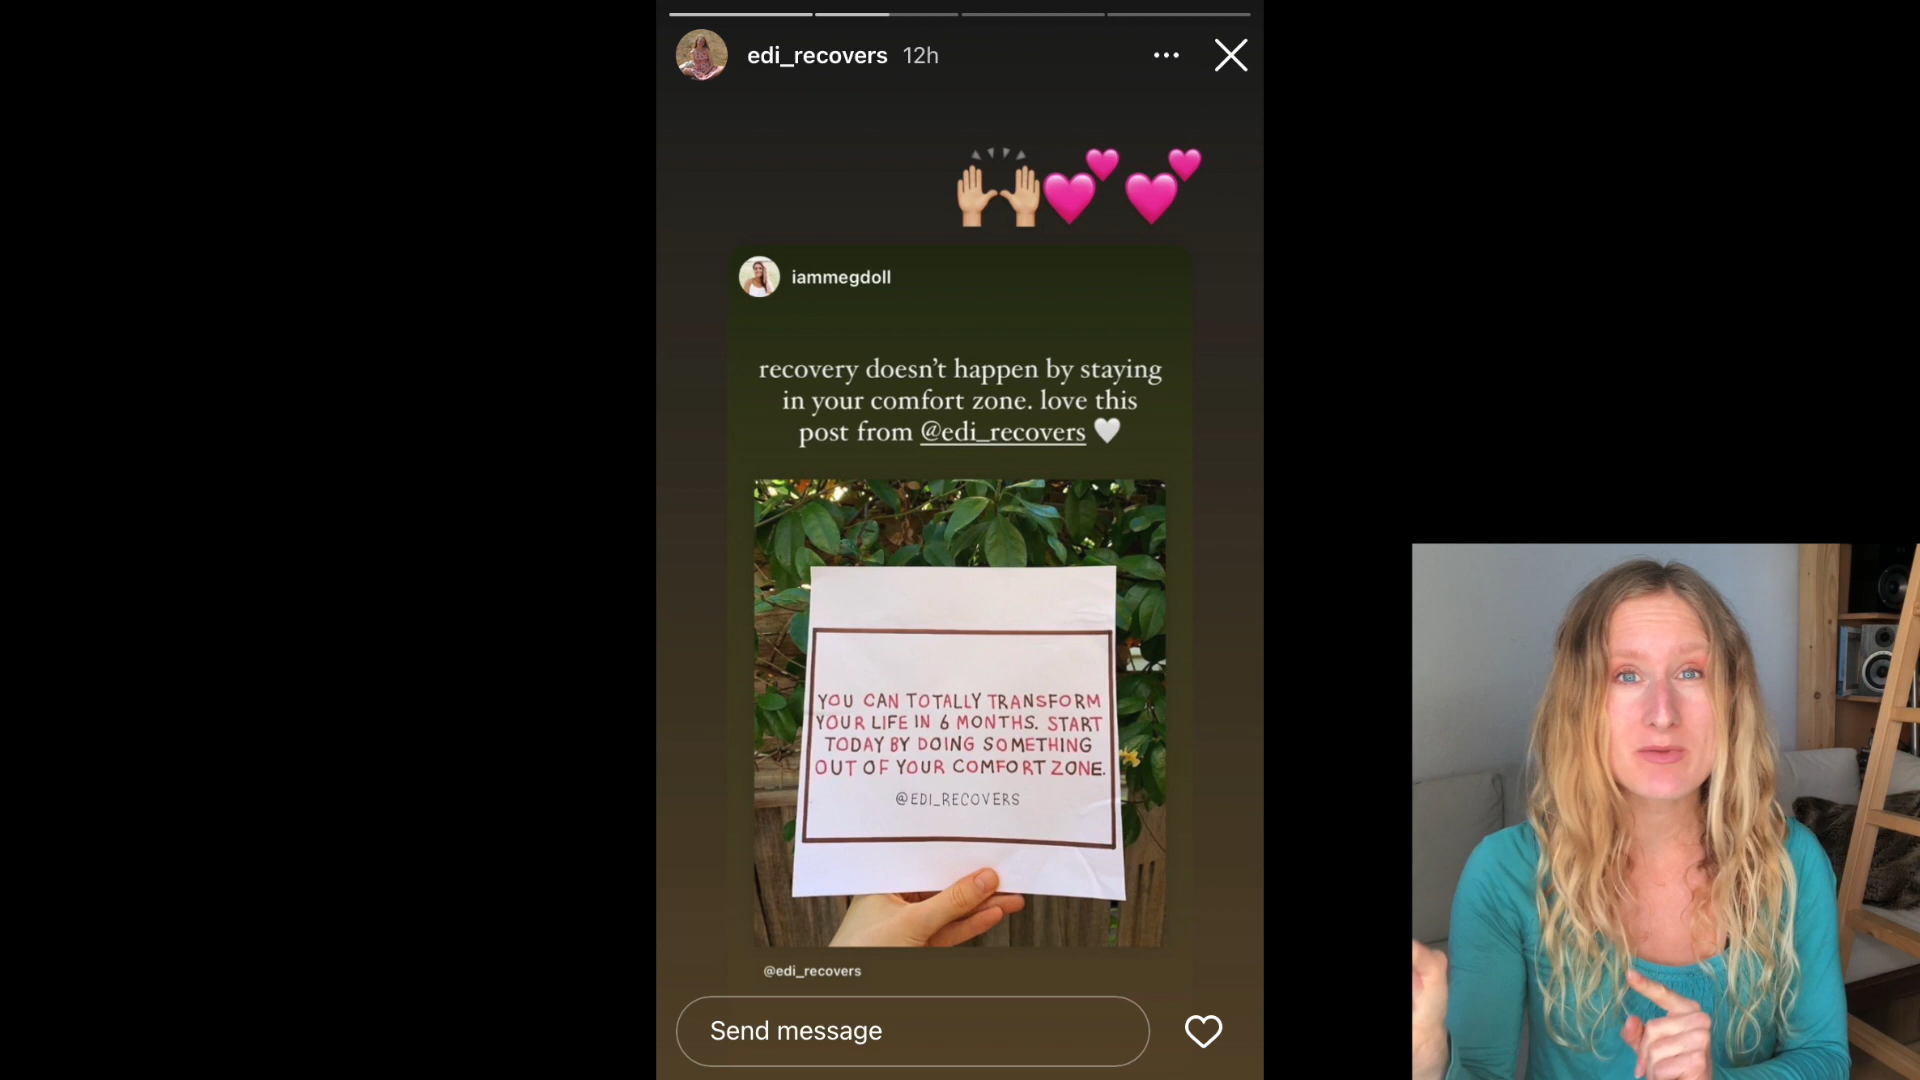 edi_recovers 12h
iammegdoll
recovery doesn’t happen by staying
in your comfort zone. love this
post from @edi_recovers 🤍
YOU CAN TOTALLY TRANSFORM
YOUR LIFE IN 6 MONTHS. START
TODAY BY DOING SOMETHING
OUT OF YOUR COMFORT ZONE.
@EDI_RECOVERS
@edi_recovers
Send message